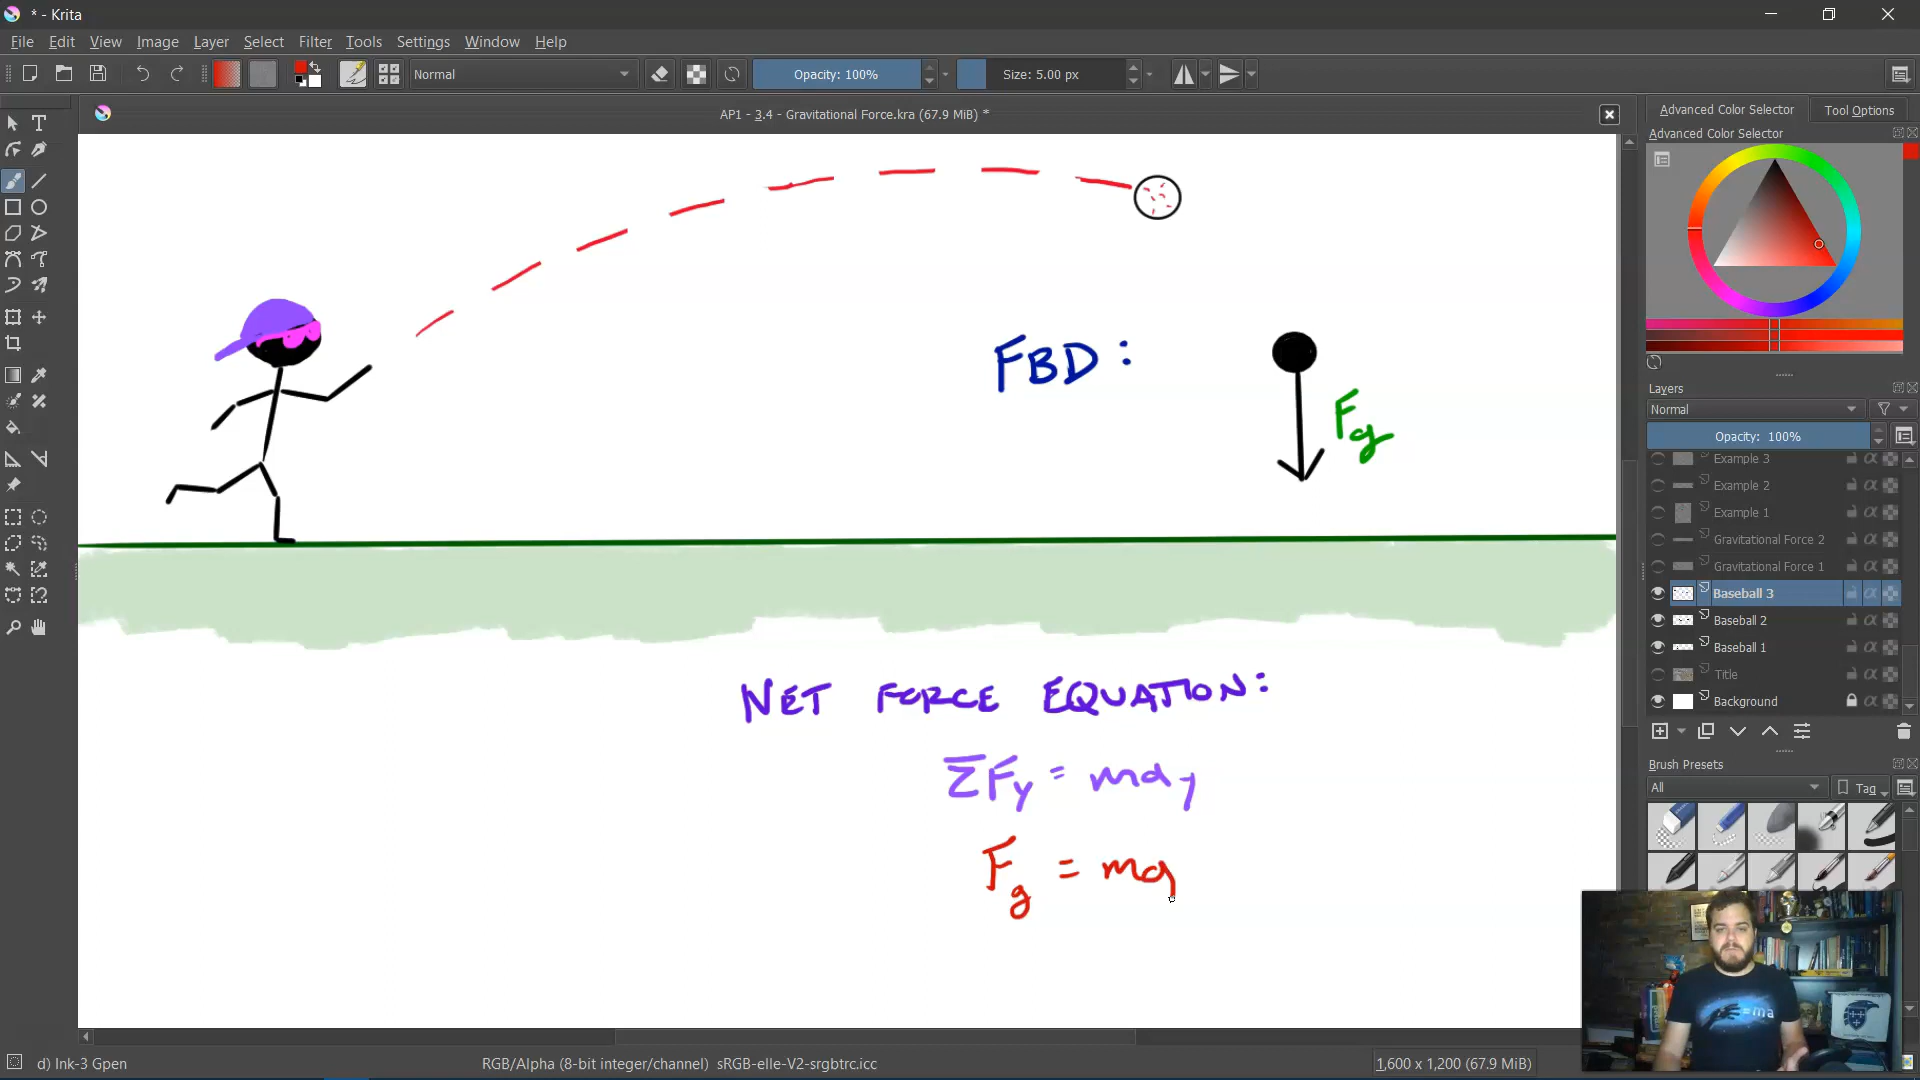 * - Krita
File Edit View Image Layer Select Filter Tools Settings Window Help
Normal Opacity: 100% Size: 5.00 px
AP1 - 3.4 - Gravitational Force.kra (67.9 MiB) *
Advanced Color Selector Tool Options
Advanced Color Selector
FBD:
Fg
NET FORCE EQUATION:
ΣFy = may
Fg = ma
Layers
Normal
Opacity: 100%
Example 3
Example 2
Example 1
Gravitational Force 2
Gravitational Force 1
Baseball 3
Baseball 2
Baseball 1
Title
Background
Brush Presets
All Tag
=ma
d) Ink-3 Gpen RGB/Alpha (8-bit integer/channel) sRGB-elle-V2-srgbtrc.icc 1,600 x 1,200 (67.9 MiB)